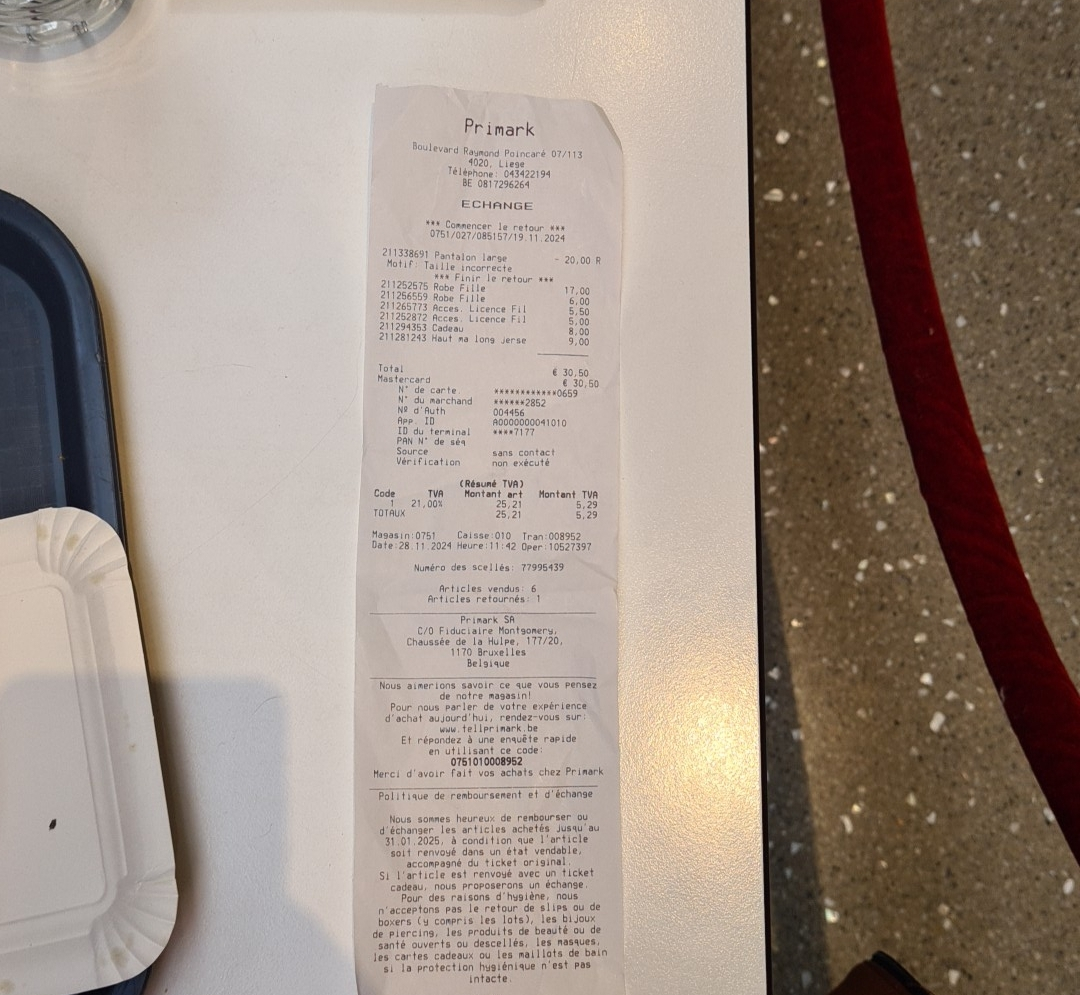 Primark
Boulevard Raymond Poincaré 07/113
4020, Liege
Téléphone: 043422194
BE 0817296264
ECHANGE
*** Commencer le retour ***
0751/027/085157/19.11.2024
211338691 Pantalon large - 20,00 R
Motif: Taille incorrecte
*** Finir le retour ***
211252575 Robe Fille 17,00
211256559 Robe Fille 6,00
211265773 Acces. Licence Fil 5,50
211252872 Acces. Licence Fil 5,00
211294353 Cadeau 8,00
211281243 Haut ma long jerse 9,00
Total € 30,50
Mastercard € 30,50
N° de carte ************0659
N° du marchand ******2852
Nº d'Auth 004456
App. ID A0000000041010
ID du terminal ****7177
PAN N° de séq
Source sans contact
Vérification non exécuté
(Résumé TVA)
Code TVA Montant art Montant TVA
1 21,00% 25,21 5,29
TOTAUX 25,21 5,29
Magasin:0751 Caisse:010 Tran:008952
Date:28.11.2024 Heure:11:42 Oper:10527397
Numéro des scellés: 77995439
Articles vendus: 6
Articles retournés: 1
Primark SA
C/O Fiduciaire Montgomery,
Chaussée de la Hulpe, 177/20,
1170 Bruxelles
Belgique
Nous aimerions savoir ce que vous pensez
de notre magasin!
Pour nous parler de votre expérience
d'achat aujourd'hui, rendez-vous sur:
www.tellprimark.be
Et répondez à une enquête rapide
en utilisant ce code:
0751010008952
Merci d'avoir fait vos achats chez Primark
Politique de remboursement et d'échange
Nous sommes heureux de rembourser ou
d'échanger les articles achetés jusqu'au
31.01.2025, à condition que l'article
soit renvoyé dans un état vendable,
accompagné du ticket original.
Si l'article est renvoyé avec un ticket
cadeau, nous proposerons un échange.
Pour des raisons d'hygiène, nous
n'acceptons pas le retour de slips ou de
boxers (y compris les lots), les bijoux
de piercing, les produits de beauté ou de
santé ouverts ou descellés, les masques,
les cartes cadeaux ou les maillots de bain
si la protection hygiénique n'est pas
intacte.